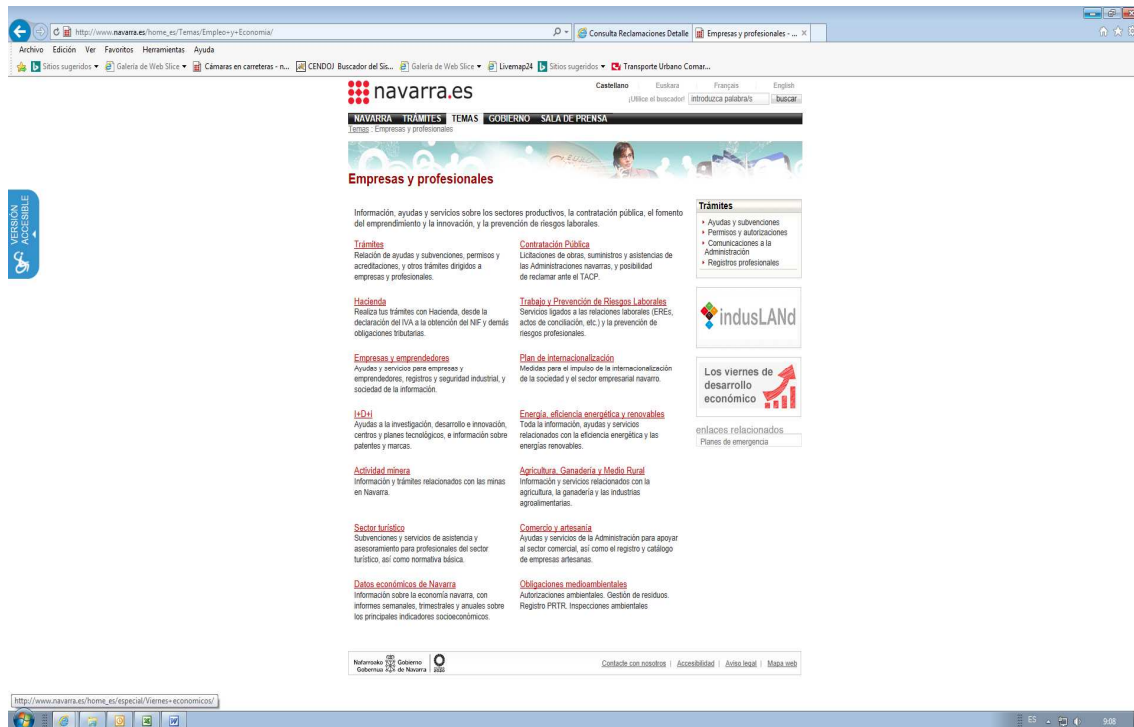 http://www.navarra.es/home_es/Temas/Empleo+y+Economia/
Consulta Reclamaciones Detalle
Empresas y profesionales - ...
Archivo Edición Ver Favoritos Herramientas Ayuda
Sitios sugeridos Galería de Web Slice Cámaras en carreteras - n... CENDOJ Buscador del Sis... Galería de Web Slice Livemap24 Sitios sugeridos Transporte Urbano Comar...
navarra.es
Castellano Euskara Français English
¡Utilice el buscador! introduzca palabra/s buscar
NAVARRA TRÁMITES TEMAS GOBIERNO SALA DE PRENSA
Temas : Empresas y profesionales
Empresas y profesionales
VERSIÓN
ACCESIBLE
Información, ayudas y servicios sobre los sectores productivos, la contratación pública, el fomento
del emprendimiento y la innovación, y la prevención de riesgos laborales.
Trámites
Relación de ayudas y subvenciones, permisos y
acreditaciones, y otros trámites dirigidos a
empresas y profesionales.
Contratación Pública
Licitaciones de obras, suministros y asistencias de
las Administraciones navarras, y posibilidad
de reclamar ante el TACP.
Hacienda
Realiza tus trámites con Hacienda, desde la
declaración del IVA a la obtención del NIF y demás
obligaciones tributarias.
Trabajo y Prevención de Riesgos Laborales
Servicios ligados a las relaciones laborales (EREs,
actos de conciliación, etc.) y la prevención de
riesgos profesionales.
Empresas y emprendedores
Ayudas y servicios para empresas y
emprendedores, registros y seguridad industrial, y
sociedad de la información.
Plan de internacionalización
Medidas para el impulso de la internacionalización
de la sociedad y el sector empresarial navarro.
I+D+i
Ayudas a la investigación, desarrollo e innovación,
centros y planes tecnológicos, e información sobre
patentes y marcas.
Energía, eficiencia energética y renovables
Toda la información, ayudas y servicios
relacionados con la eficiencia energética y las
energías renovables.
Actividad minera
Información y trámites relacionados con las minas
en Navarra.
Agricultura, Ganadería y Medio Rural
Información y servicios relacionados con la
agricultura, la ganadería y las industrias
agroalimentarias.
Sector turístico
Subvenciones y servicios de asistencia y
asesoramiento para profesionales del sector
turístico, así como normativa básica.
Comercio y artesanía
Ayudas y servicios de la Administración para apoyar
al sector comercial, así como el registro y catálogo
de empresas artesanas.
Datos económicos de Navarra
Información sobre la economía navarra, con
informes semanales, trimestrales y anuales sobre
los principales indicadores socioeconómicos.
Obligaciones medioambientales
Autorizaciones ambientales. Gestión de residuos.
Registro PRTR. Inspecciones ambientales
Trámites
Ayudas y subvenciones
Permisos y autorizaciones
Comunicaciones a la
Administración
Registros profesionales
indusLANd
Los viernes de
desarrollo
económico
enlaces relacionados
Planes de emergencia
Nafarroako Gobierno
Gobernua de Navarra
Contacte con nosotros | Accesibilidad | Aviso legal | Mapa web
http://www.navarra.es/home_es/especial/Viernes+economicos/
ES 9:08